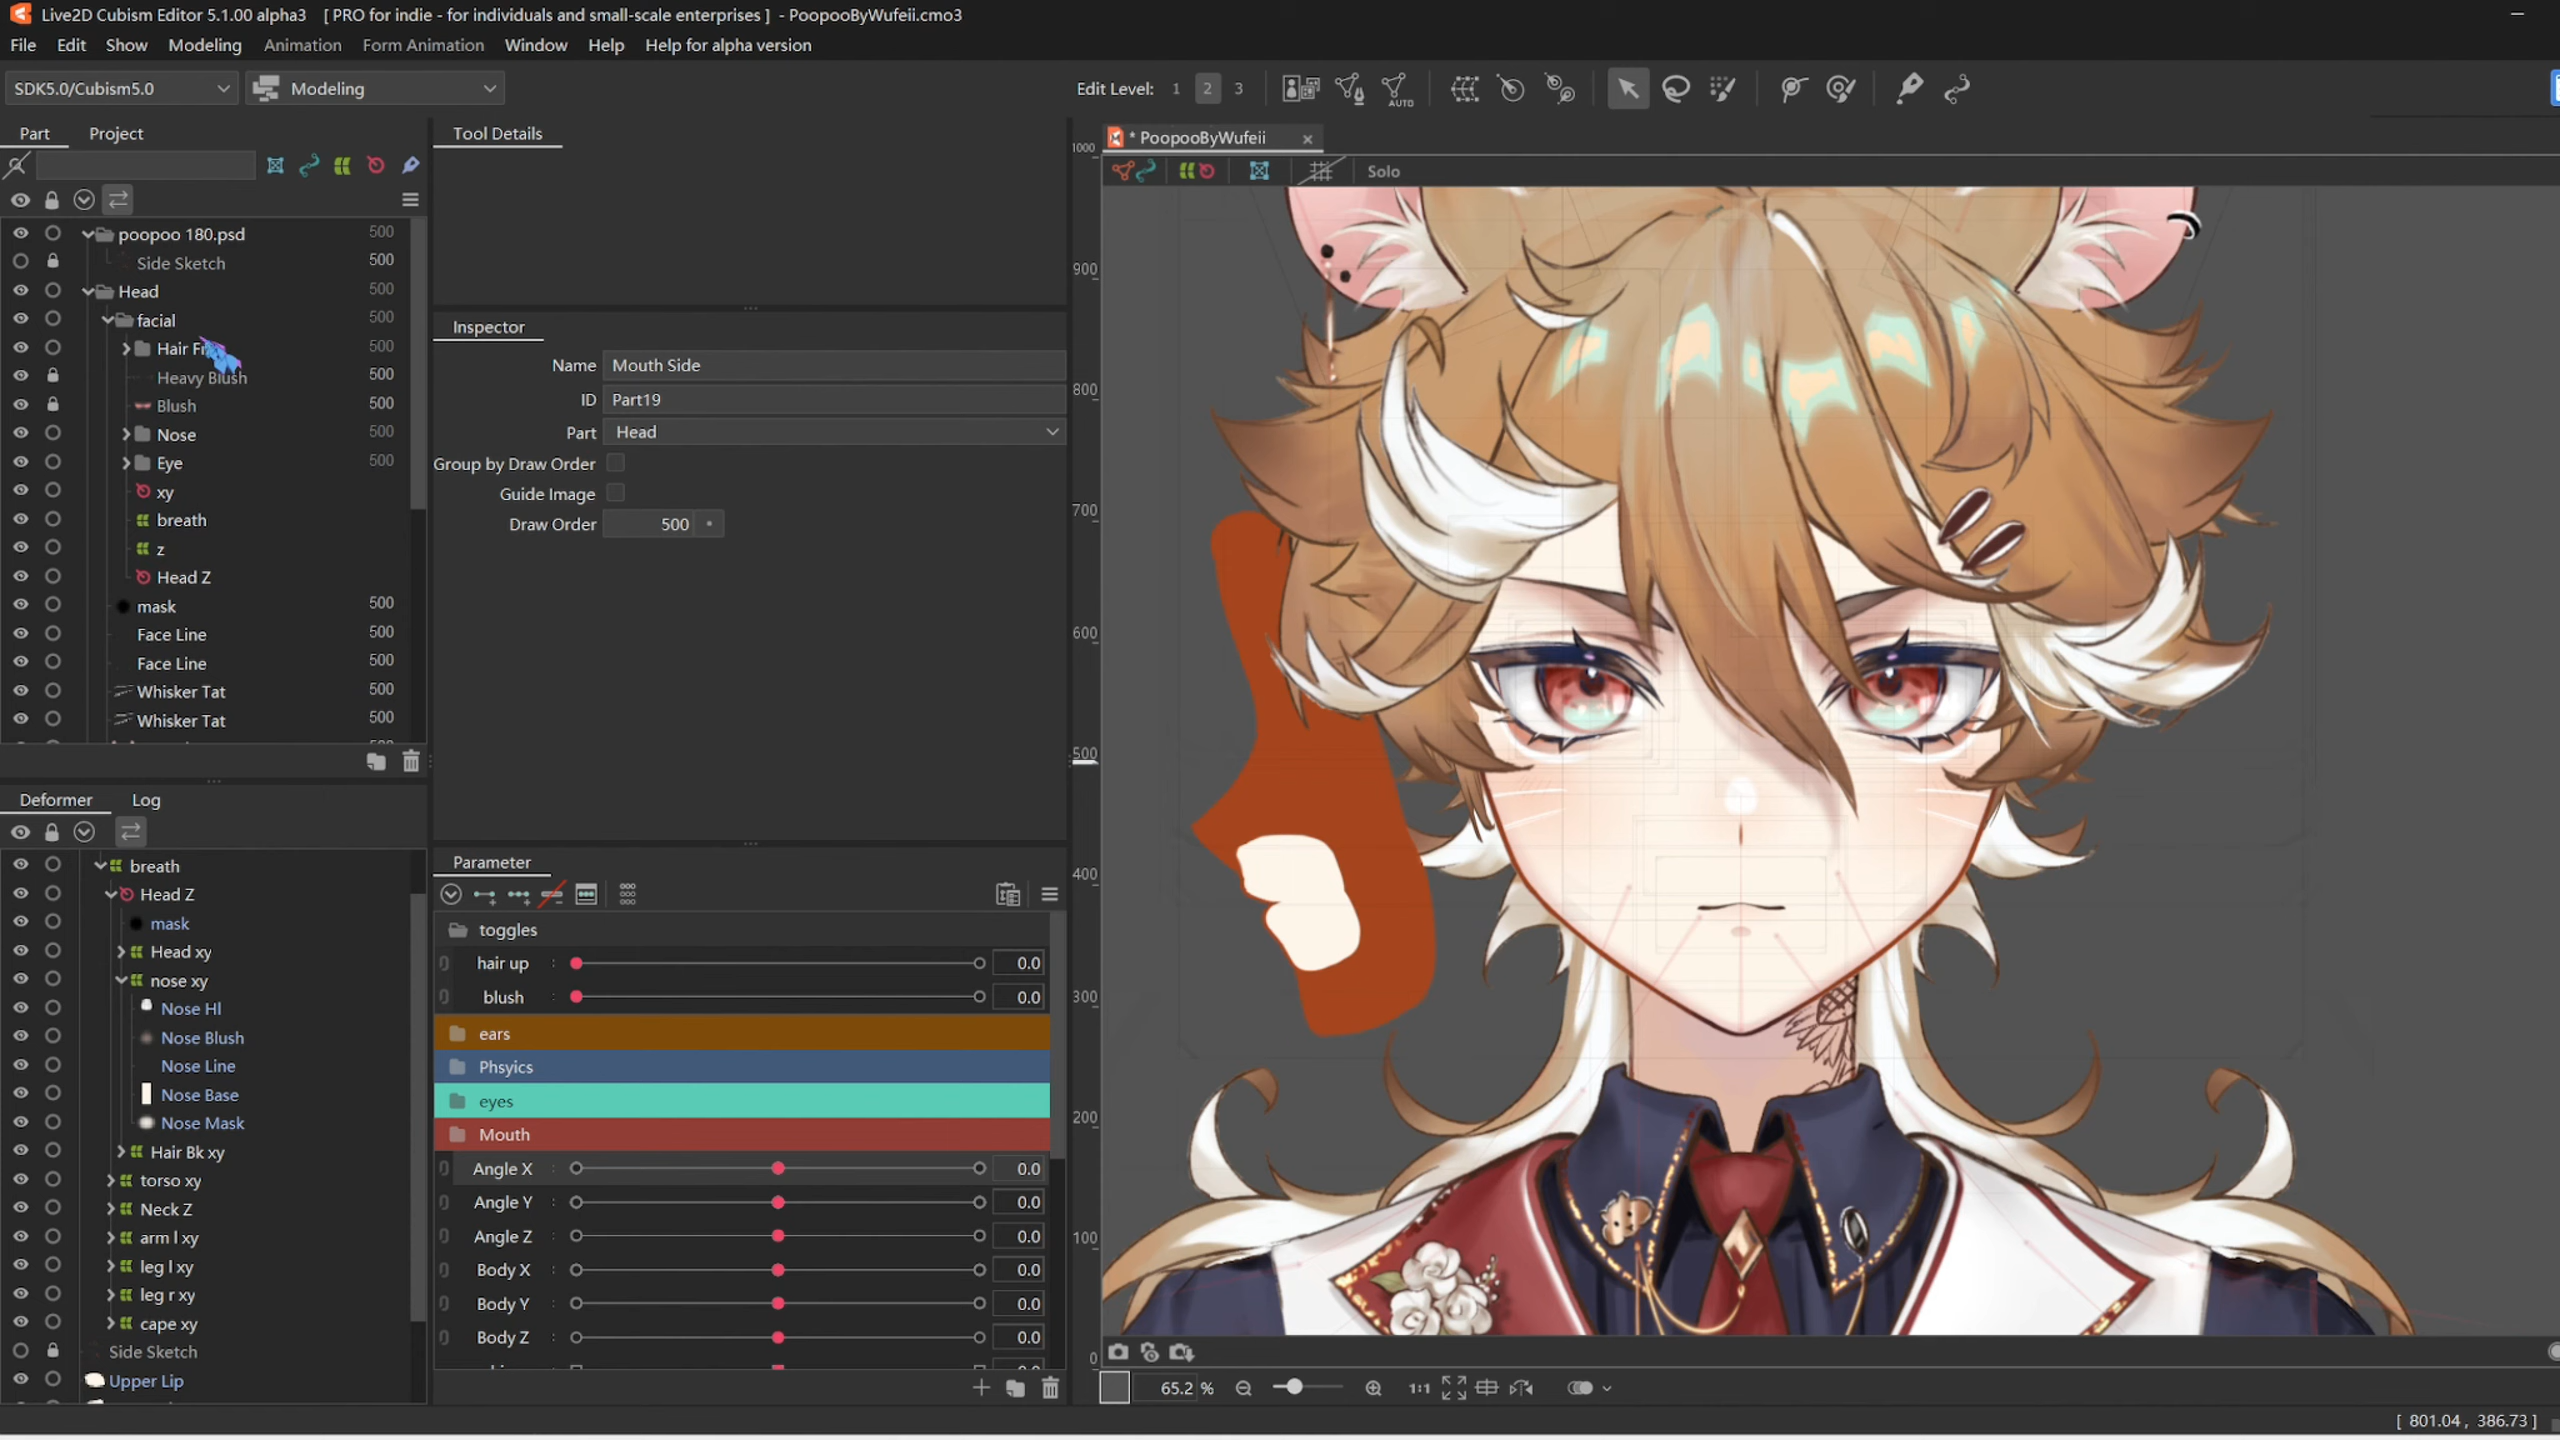 Live2D Cubism Editor 5.1.00 alpha3 [ PRO for indie - for individuals and small-scale enterprises ] - PoopooByWufeii.cmo3
File Edit Show Modeling Animation Form Animation Window Help Help for alpha version
SDK5.0/Cubism5.0 Modeling Edit Level: 1 2 3 AUTO
Part Project
poopoo 180.psd 500
Side Sketch 500
Head 500
facial 500
Hair 500
Heavy Blush 500
Blush 500
Nose 500
Eye 500
xy
breath
z
Head Z
mask 500
Face Line 500
Face Line 500
Whisker Tat 500
Whisker Tat 500
Deformer Log
breath
Head Z
mask
Head xy
nose xy
Nose Hl
Nose Blush
Nose Line
Nose Base
Nose Mask
Hair Bk xy
torso xy
Neck Z
arm l xy
leg l xy
leg r xy
cape xy
Side Sketch
Upper Lip
Tool Details
Inspector
Name Mouth Side
ID Part19
Part Head
Group by Draw Order
Guide Image
Draw Order 500
Parameter
toggles
hair up : 0.0
blush : 0.0
ears
Phsyics
eyes
Mouth
Angle X : 0.0
Angle Y : 0.0
Angle Z : 0.0
Body X : 0.0
Body Y : 0.0
Body Z : 0.0
* PoopooByWufeii
Solo
1000
900
800
700
600
500
400
300
200
100
0
65.2 % 1:1
[ 801.04 , 386.73 ]